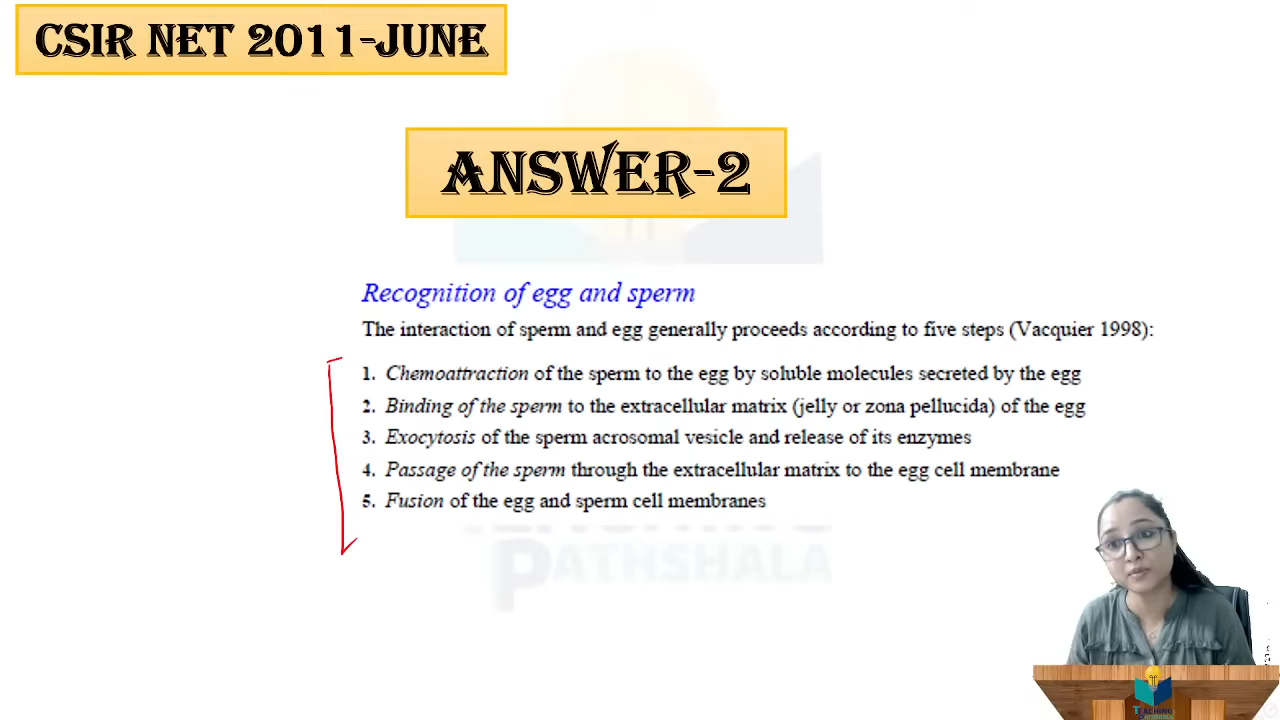 CSIR NET 2011-JUNE
ANSWER-2
Recognition of egg and sperm
The interaction of sperm and egg generally proceeds according to five steps (Vacquier 1998):
1. Chemoattraction of the sperm to the egg by soluble molecules secreted by the egg
2. Binding of the sperm to the extracellular matrix (jelly or zona pellucida) of the egg
3. Exocytosis of the sperm acrosomal vesicle and release of its enzymes
4. Passage of the sperm through the extracellular matrix to the egg cell membrane
5. Fusion of the egg and sperm cell membranes
TEACHING
PATHSHALA
TEACHING
PATHSHALA